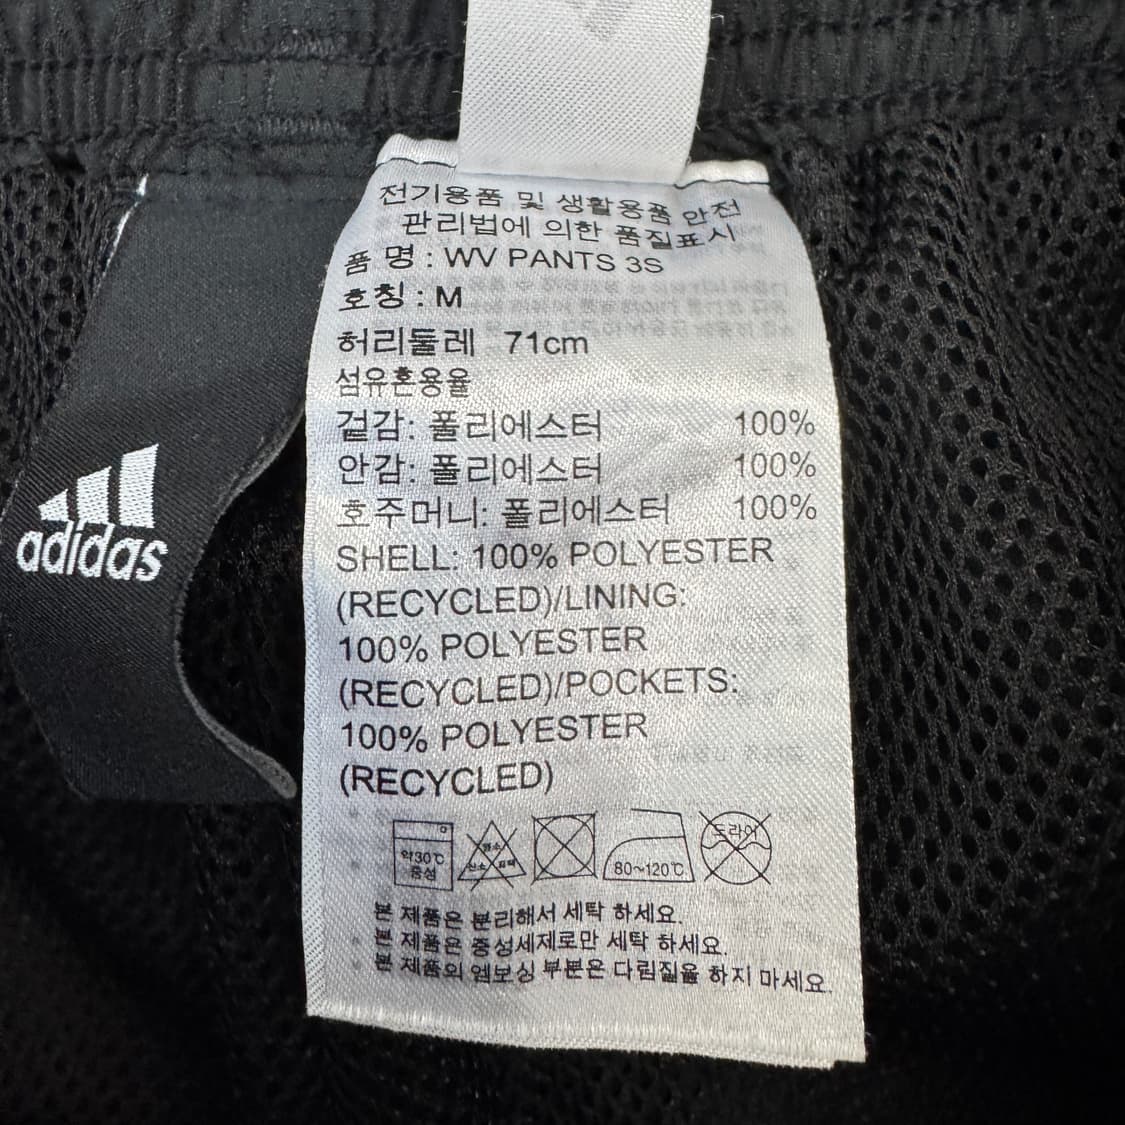 adidas
전기용품 및 생활용품 안전
관리법에 의한 품질표시
품 명 : WV PANTS 3S
호칭 : M
허리둘레 71cm
섬유혼용율
겉감: 폴리에스터 100%
안감: 폴리에스터 100%
호주머니: 폴리에스터 100%
SHELL: 100% POLYESTER
(RECYCLED)/LINING:
100% POLYESTER
(RECYCLED)/POCKETS:
100% POLYESTER
(RECYCLED)
약30℃
중성
염소
산소 표백
80~120℃
드라이
본 제품은 분리해서 세탁 하세요.
본 제품은 중성세제로만 세탁 하세요.
본 제품의 엠보싱 부분은 다림질을 하지 마세요.